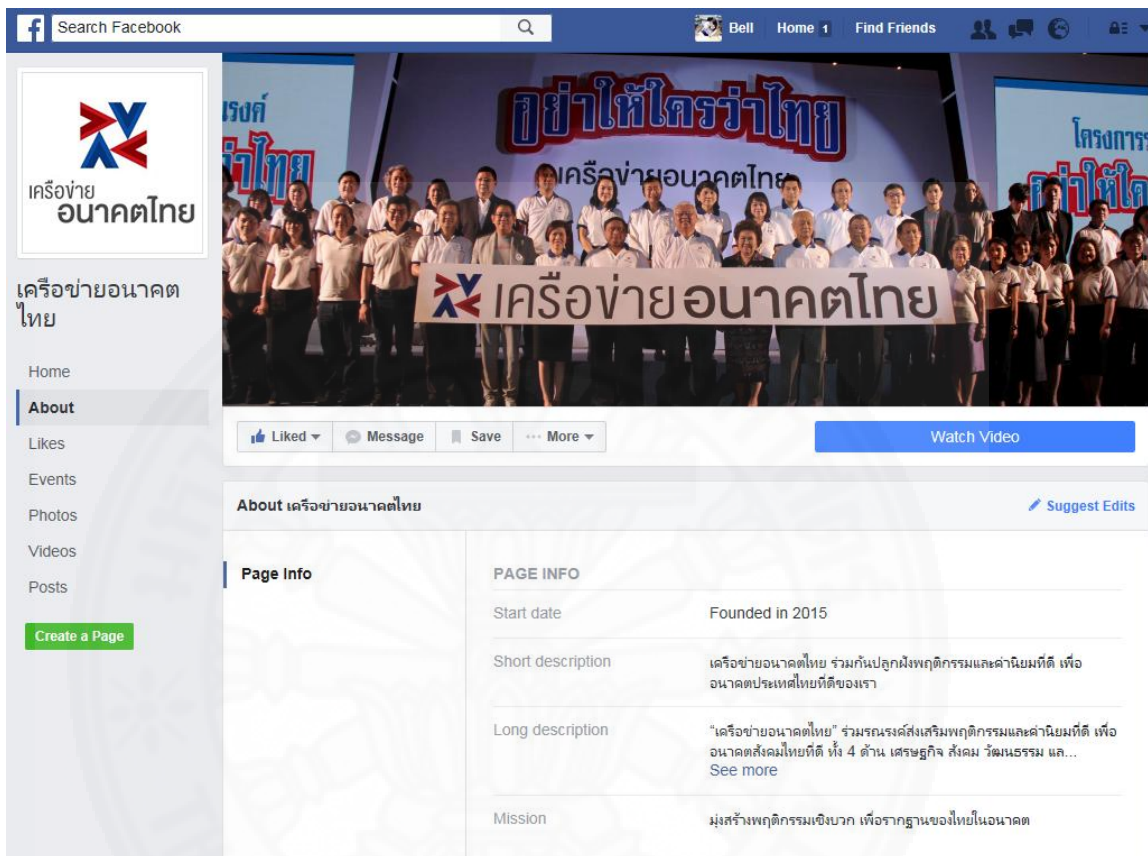 Search Facebook
Bell Home 1 Find Friends
เครือข่าย
อนาคตไทย
เครือข่ายอนาคต
ไทย
Home
About
Likes
Events
Photos
Videos
Posts
Create a Page
อย่าให้ใครว่าไทย
เครือข่ายอนาคตไทย
โครงการ
เครือข่ายอนาคตไทย
Liked Message Save More
Watch Video
About เครือข่ายอนาคตไทย
Suggest Edits
Page Info
PAGE INFO
Start date Founded in 2015
Short description เครือข่ายอนาคตไทย ร่วมกันปลูกฝังพฤติกรรมและค่านิยมที่ดี เพื่อ
อนาคตประเทศไทยที่ดีของเรา
Long description "เครือข่ายอนาคตไทย" ร่วมรณรงค์ส่งเสริมพฤติกรรมและค่านิยมที่ดี เพื่อ
อนาคตสังคมไทยที่ดี ทั้ง 4 ด้าน เศรษฐกิจ สังคม วัฒนธรรม แล...
See more
Mission มุ่งสร้างพฤติกรรมเชิงบวก เพื่อรากฐานของไทยในอนาคต